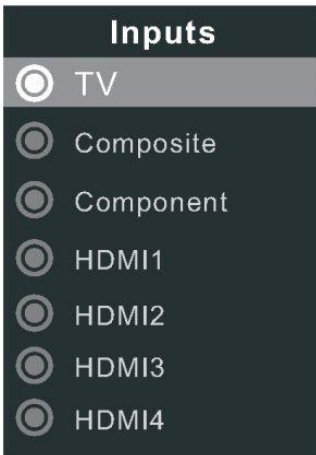 Inputs
TV
Composite
Component
HDMI1
HDMI2
HDMI3
HDMI4